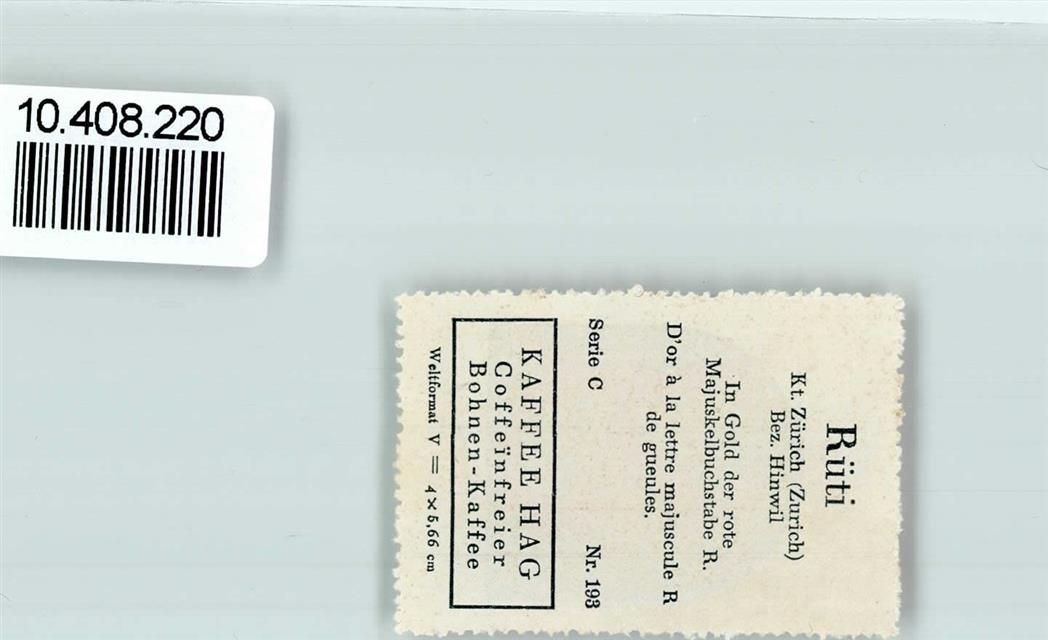 10.408.220
Rüti
Kt. Zürich (Zurich)
Bez. Hinwil
In Gold der rote
Majuskelbuchstabe R.
D'or à la lettre majuscule R
de gueules.
Serie C Nr. 193
KAFFEE HAG
Coffeïnfreier
Bohnen-Kaffee
Weltformat V = 4×5,66 cm